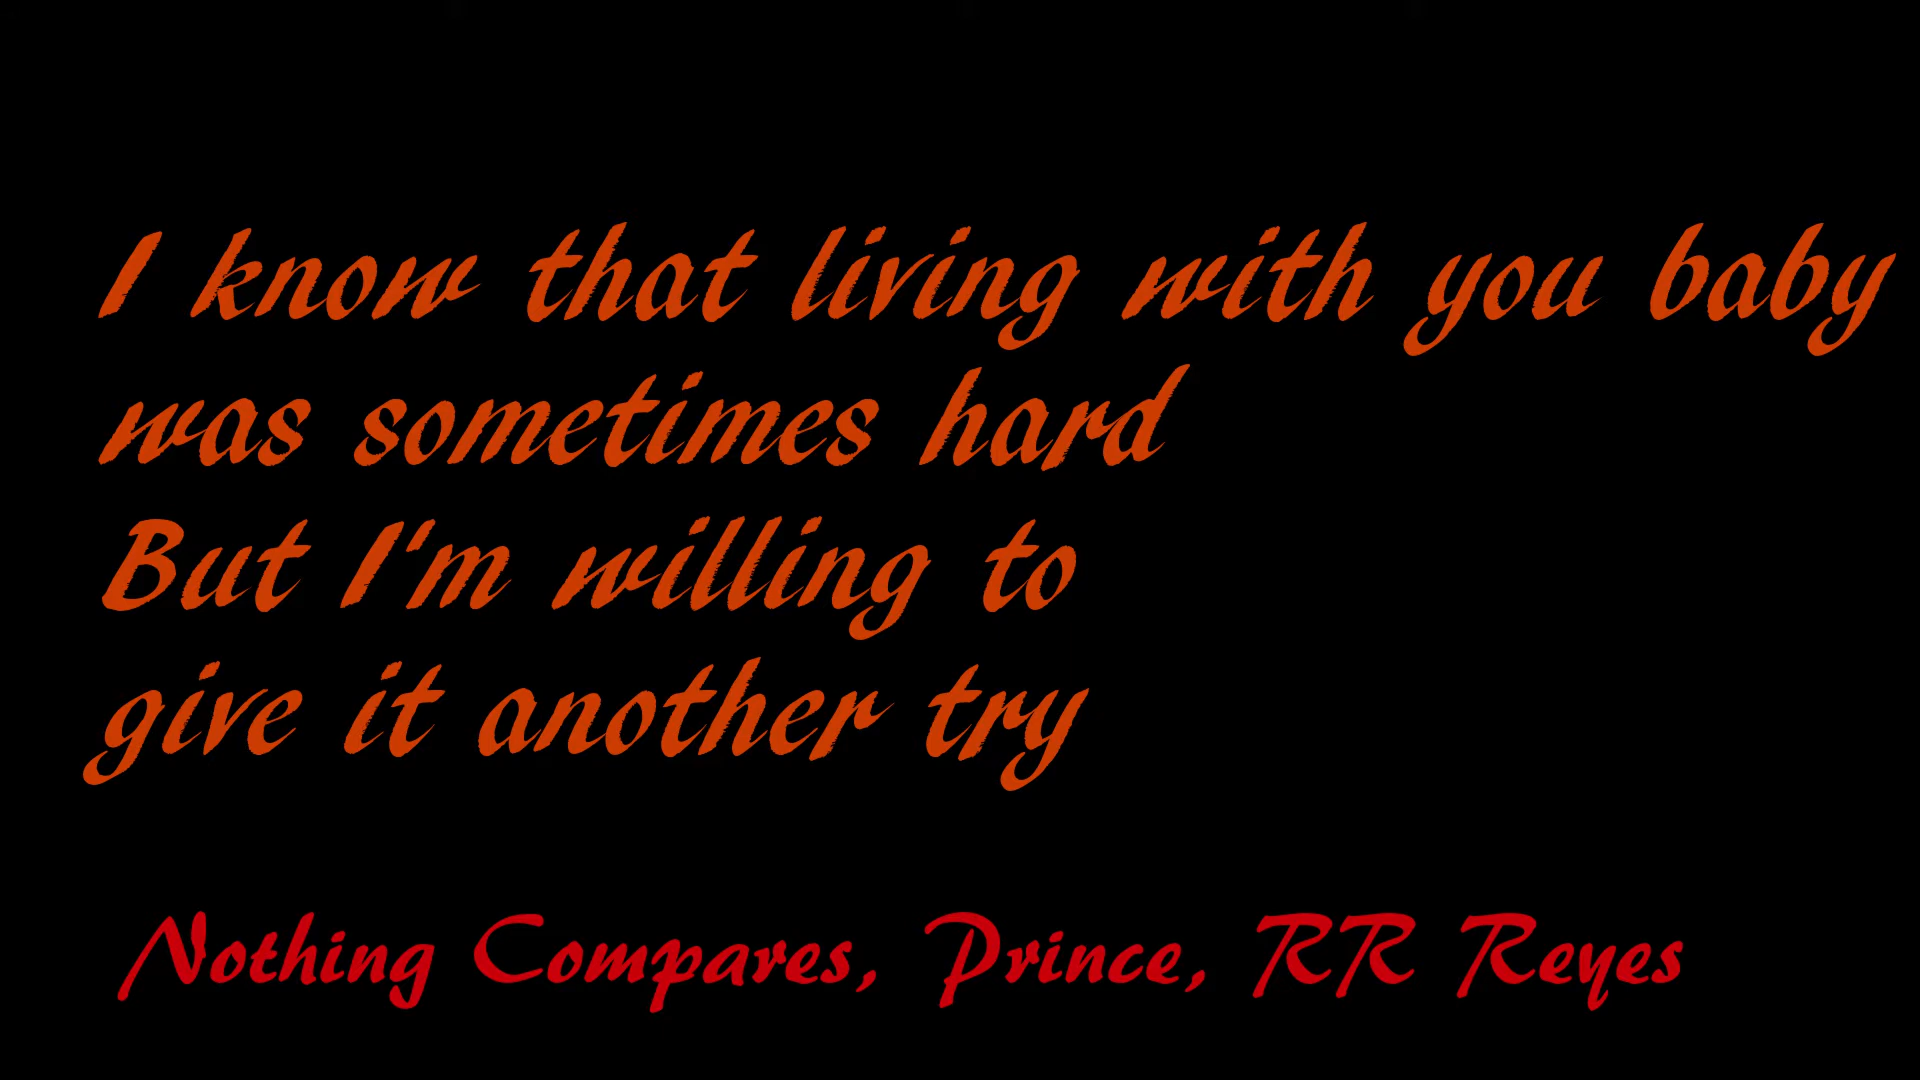 I know that living with you baby
was sometimes hard
But I'm willing to
give it another try
Nothing Compares, Prince, RR Reyes